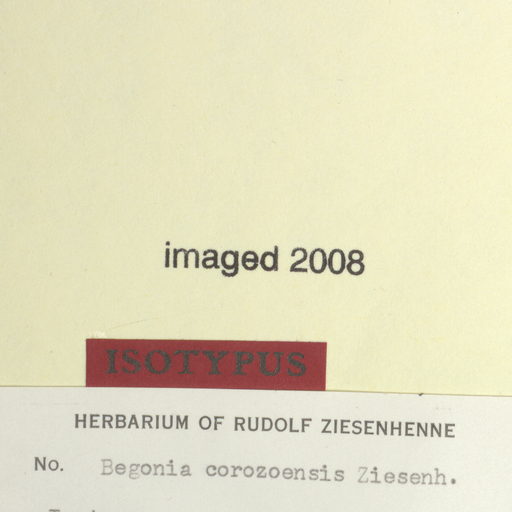 imaged 2008
ISOTYPUS
HERBARIUM OF RUDOLF ZIESENHENNE
No. Begonia corozoensis Ziesenh.